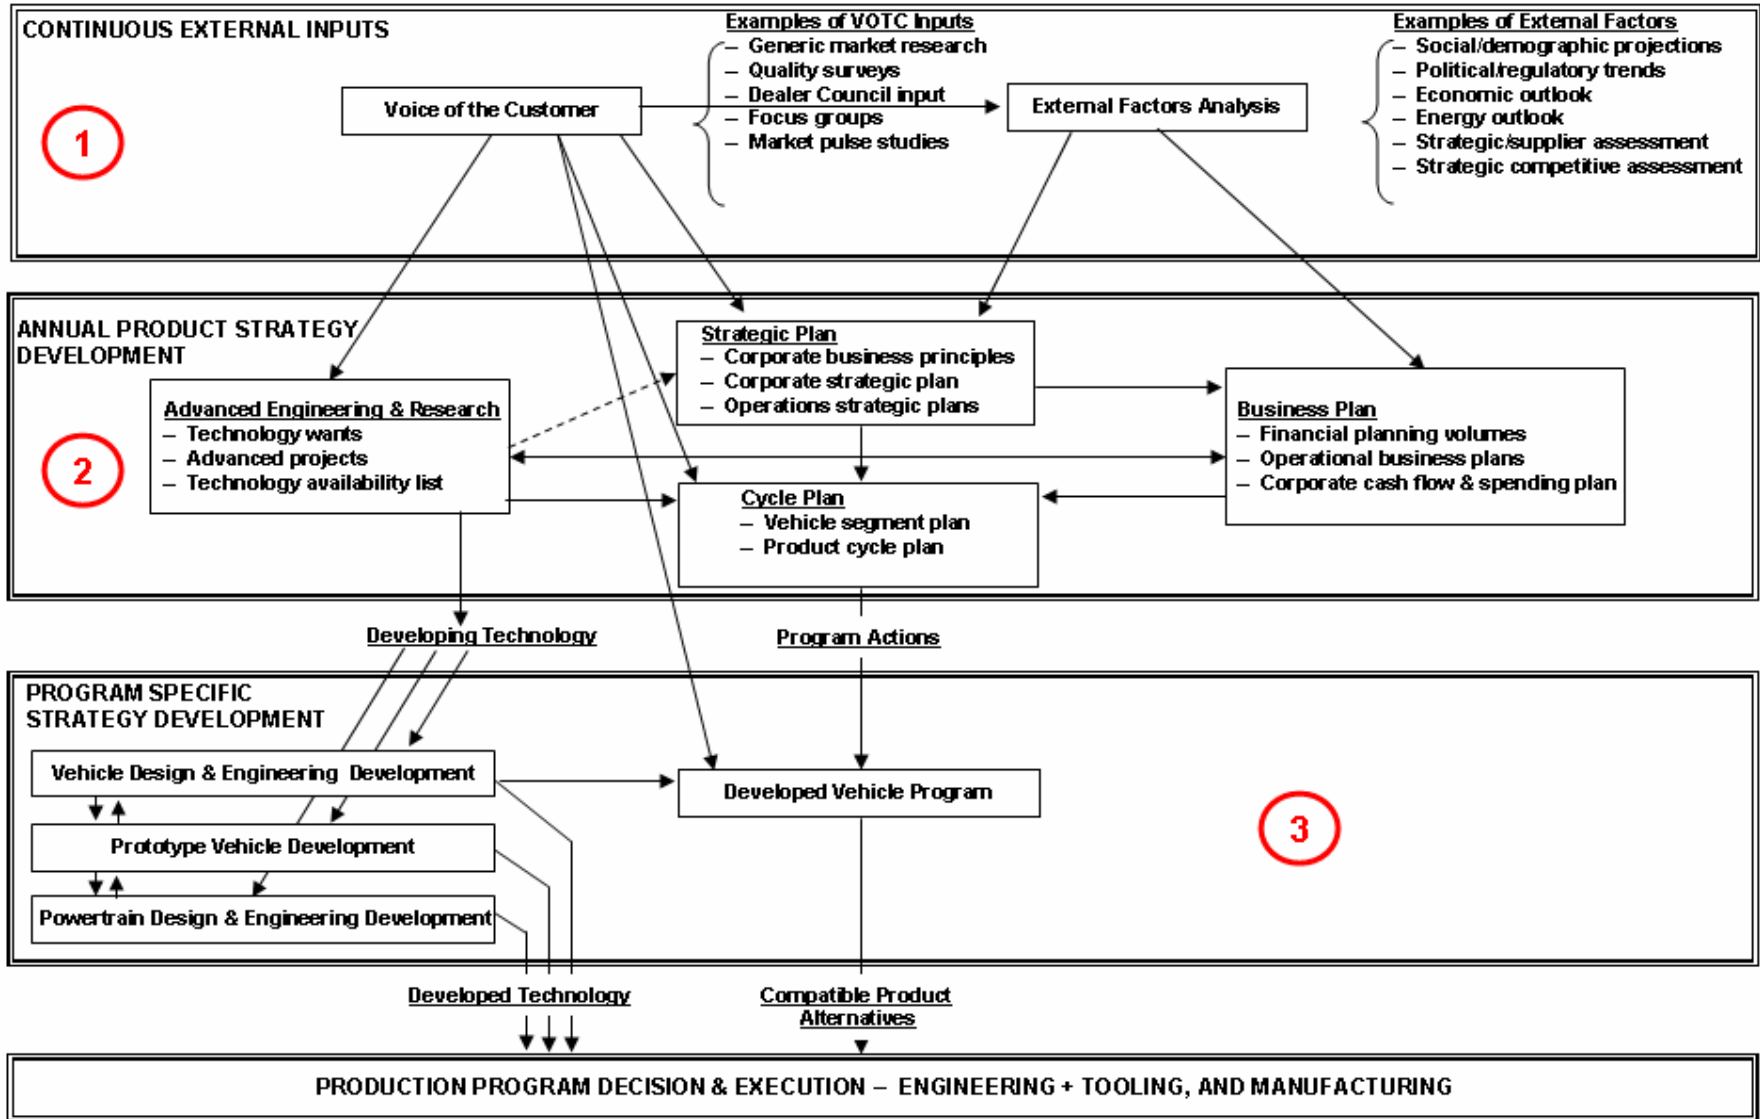 CONTINUOUS EXTERNAL INPUTS
1
Voice of the Customer
Examples of VOTC Inputs
– Generic market research
– Quality surveys
– Dealer Council input
– Focus groups
– Market pulse studies
External Factors Analysis
Examples of External Factors
– Social/demographic projections
– Political/regulatory trends
– Economic outlook
– Energy outlook
– Strategic/supplier assessment
– Strategic competitive assessment
ANNUAL PRODUCT STRATEGY
DEVELOPMENT
2
Advanced Engineering & Research
– Technology wants
– Advanced projects
– Technology availability list
Strategic Plan
– Corporate business principles
– Corporate strategic plan
– Operations strategic plans
Business Plan
– Financial planning volumes
– Operational business plans
– Corporate cash flow & spending plan
Cycle Plan
– Vehicle segment plan
– Product cycle plan
Developing Technology
Program Actions
PROGRAM SPECIFIC
STRATEGY DEVELOPMENT
Vehicle Design & Engineering Development
Prototype Vehicle Development
Powertrain Design & Engineering Development
Developed Vehicle Program
3
Developed Technology
Compatible Product
Alternatives
PRODUCTION PROGRAM DECISION & EXECUTION – ENGINEERING + TOOLING, AND MANUFACTURING